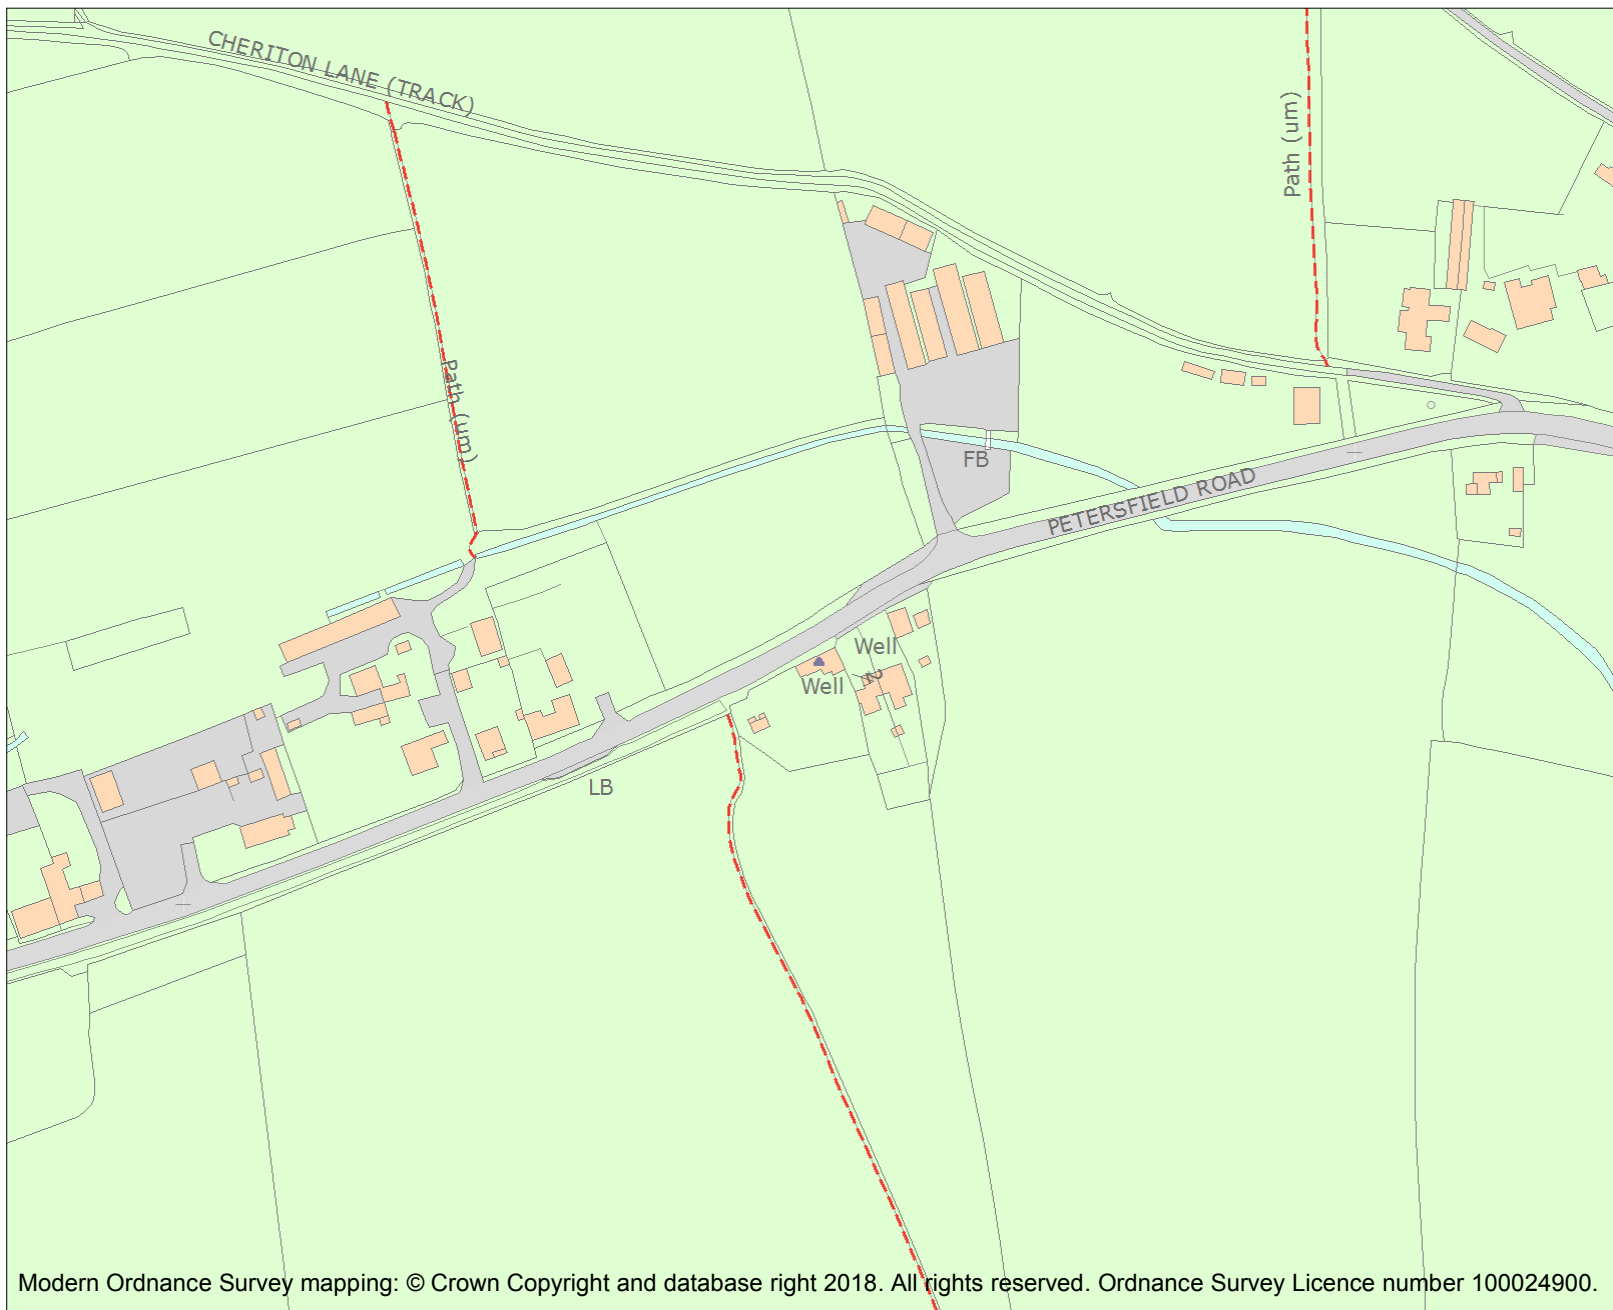 CHERITON LANE (TRACK)
Path (um)
Path (um)
FB
PETERSFIELD ROAD
Well
2
Well
LB
Modern Ordnance Survey mapping: © Crown Copyright and database right 2018. All rights reserved. Ordnance Survey Licence number 100024900.